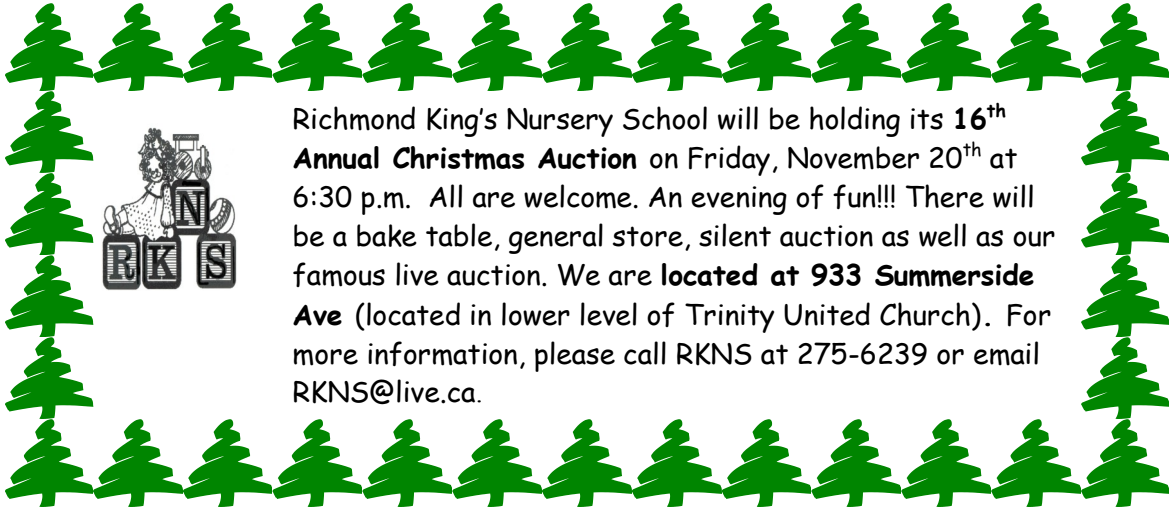 Richmond King's Nursery School will be holding its 16th
Annual Christmas Auction on Friday, November 20th at
6:30 p.m. All are welcome. An evening of fun!!! There will
be a bake table, general store, silent auction as well as our
famous live auction. We are located at 933 Summerside
Ave (located in lower level of Trinity United Church). For
more information, please call RKNS at 275-6239 or email
RKNS@live.ca.
N
R K S